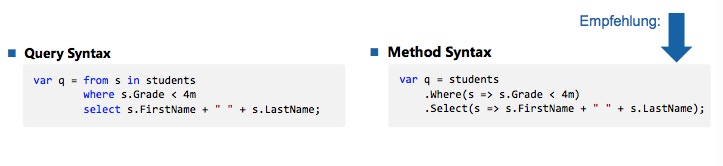 Empfehlung:
Query Syntax
var q = from s in students
where s.Grade < 4m
select s.FirstName + " " + s.LastName;
Method Syntax
var q = students
.Where(s => s.Grade < 4m)
.Select(s => s.FirstName + " " + s.LastName);